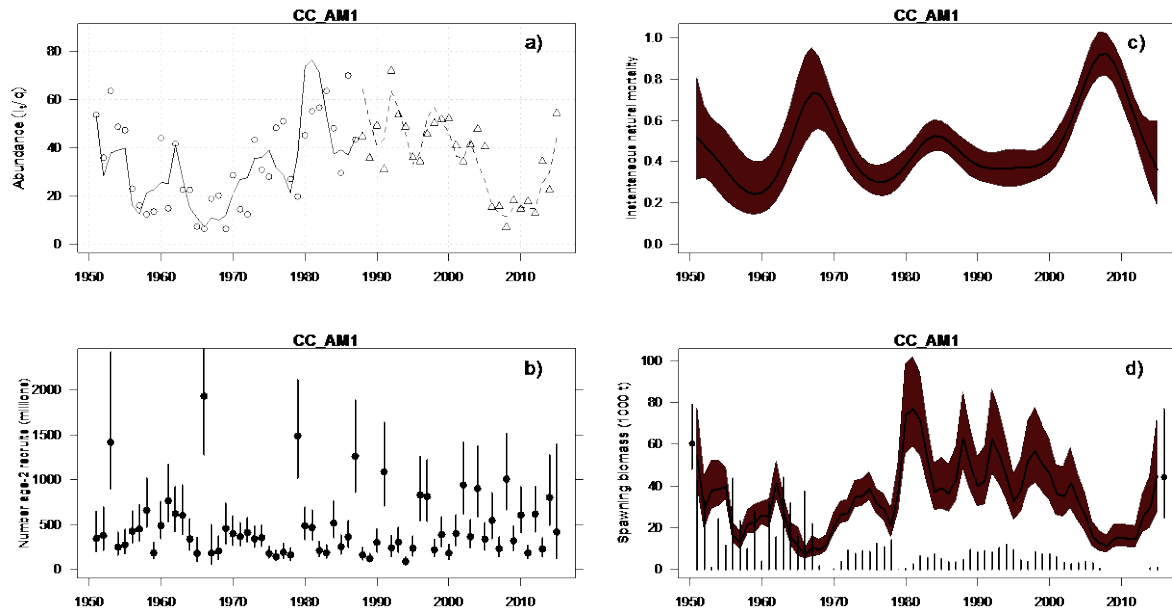 CC_AM1
a)
Abundance (I_t/q)
80
60
40
20
0
1950 1960 1970 1980 1990 2000 2010
CC_AM1
c)
Instantaneous natural mortality
1.0
0.8
0.6
0.4
0.2
0.0
1950 1960 1970 1980 1990 2000 2010
CC_AM1
b)
Number age-2 recruits (millions)
2000
1500
1000
500
0
1950 1960 1970 1980 1990 2000 2010
CC_AM1
d)
Spawning biomass (1000 t)
100
80
60
40
20
0
1950 1960 1970 1980 1990 2000 2010